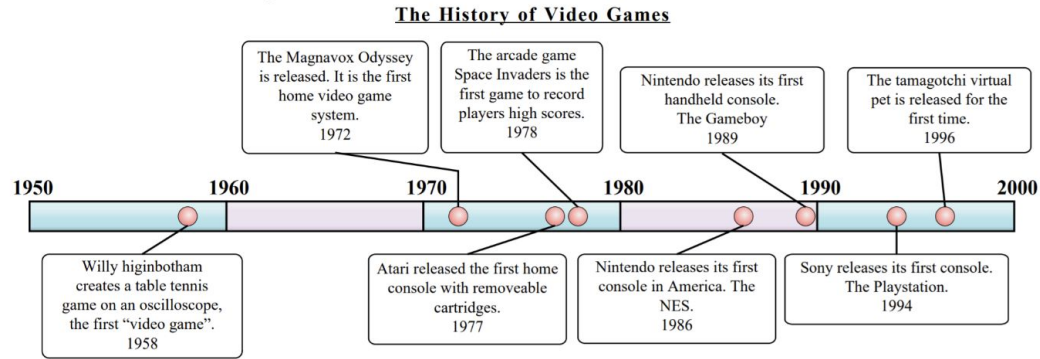 The History of Video Games
The Magnavox Odyssey
is released. It is the first
home video game
system.
1972
The arcade game
Space Invaders is the
first game to record
players high scores.
1978
Nintendo releases its first
handheld console.
The Gameboy
1989
The tamagotchi virtual
pet is released for the
first time.
1996
1950
1960
1970
1980
1990
2000
Willy higinbotham
creates a table tennis
game on an oscilloscope,
the first “video game”.
1958
Atari released the first home
console with removeable
cartridges.
1977
Nintendo releases its first
console in America. The
NES.
1986
Sony releases its first console.
The Playstation.
1994